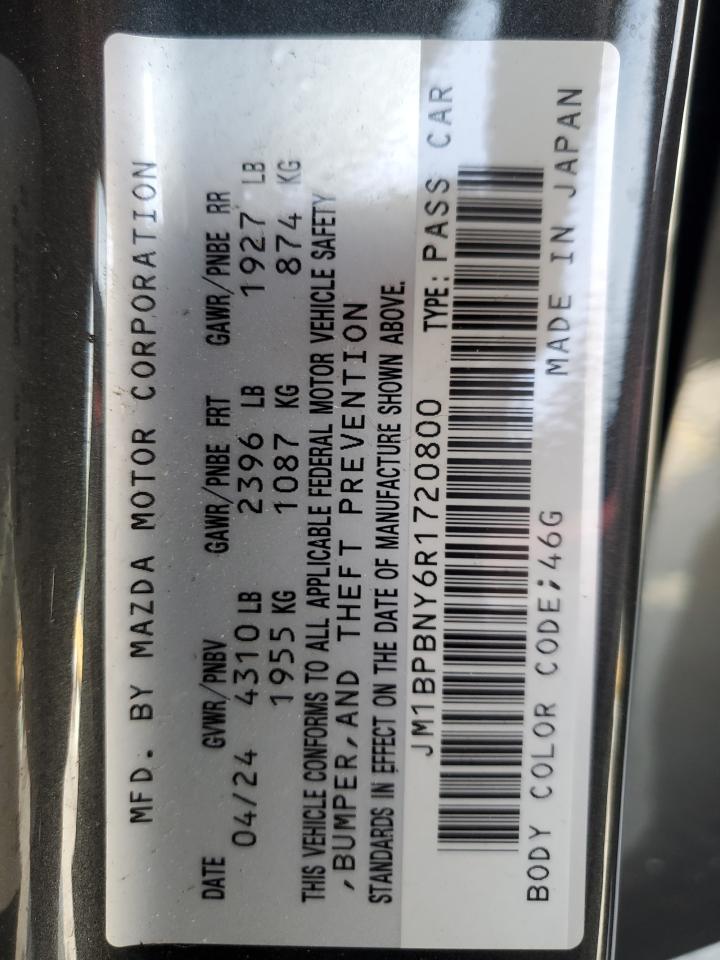 MFD. BY MAZDA MOTOR CORPORATION
DATE GVWR/PNBV GAWR/PNBE FRT GAWR/PNBE RR
04/24 4310 LB 2396 LB 1927 LB
1955 KG 1087 KG 874 KG
THIS VEHICLE CONFORMS TO ALL APPLICABLE FEDERAL MOTOR VEHICLE SAFETY
,BUMPER,AND THEFT PREVENTION
STANDARDS IN EFFECT ON THE DATE OF MANUFACTURE SHOWN ABOVE.
JM1BPBNY6R1720800 TYPE: PASS CAR
BODY COLOR CODE;46G MADE IN JAPAN